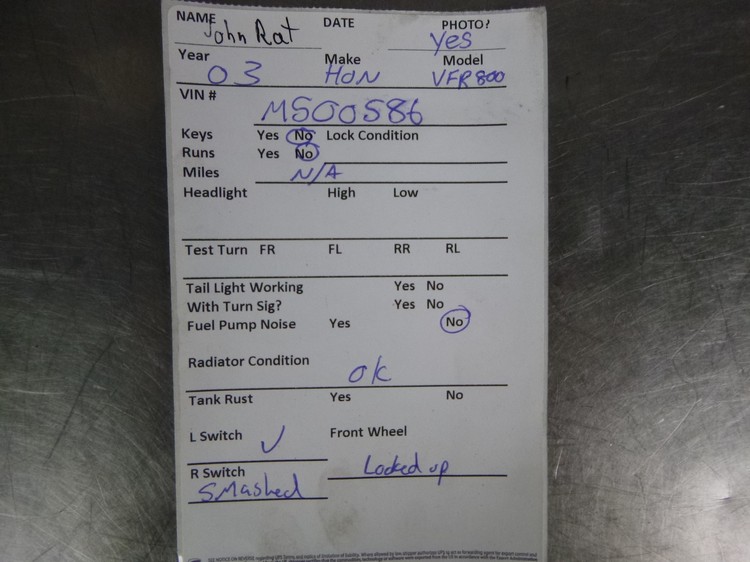 NAME John Rat DATE PHOTO? yes
Year 03 Make HON Model VFR800
VIN # M500586
Keys Yes No Lock Condition
Runs Yes No
Miles N/A
Headlight High Low
Test Turn FR FL RR RL
Tail Light Working Yes No
With Turn Sig? Yes No
Fuel Pump Noise Yes No
Radiator Condition ok
Tank Rust Yes No
L Switch ✓ Front Wheel
R Switch Locked up
SMashed